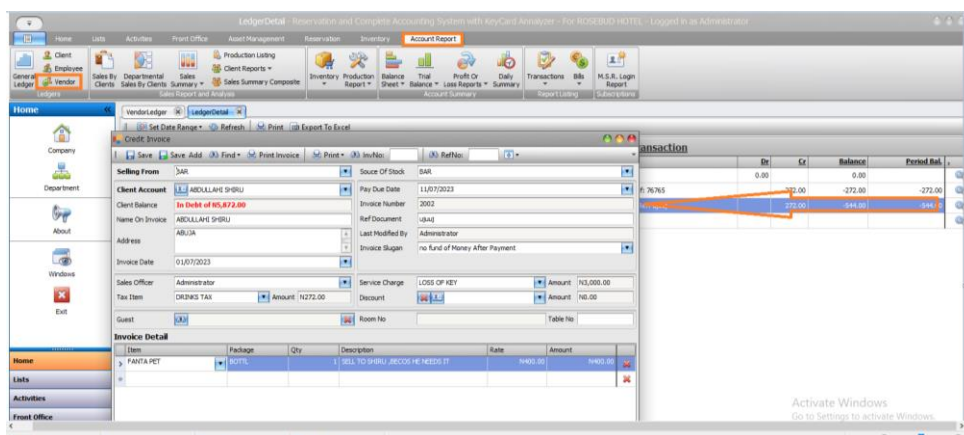 LedgerDetail - Reservation and Complete Accounting System with KeyCard Annalyzer - For ROSEBUD HOTEL - Logged in as Administrator
Home Lists Activities Front Office Asset Management Reservation Inventory Account Report
General Ledger
Client
Employee
Vendor
Ledgers
Sales By Clients
Departmental Sales By Clients
Sales Summary
Production Listing
Client Reports
Sales Summary Composite
Sales Reports and Analysis
Inventory
Production Report
Balance Sheet
Trial Balance
Profit Or Loss Reports
Daily Summary
Account Summary
Transactions
Bills
Report Listing
M.S.R. Login Report
Subscriptions
Home
VendorLedger LedgerDetail
Set Date Range Refresh Print Export To Excel
Company
Department
About
Windows
Exit
Home
Lists
Activities
Front Office
Credit Invoice
Save Save Add Find Print Invoice Print InvNo: RefNo:
Selling From BAR Souce Of Stock BAR
Client Account ABDULLAHI SHIRU Pay Due Date 11/07/2023
Client Balance In Debt of N5,872.00 Invoice Number 2002
Name On Invoice ABDULLAHI SHIRU Ref Document
Address ABUJA Last Modified By Administrator
Invoice Slugan no fund of Money After Payment
Invoice Date 01/07/2023
Sales Officer Administrator Service Charge LOSS OF KEY Amount N3,000.00
Tax Item DRINKS TAX Amount N272.00 Discount Amount N0.00
Guest Room No Table No
Invoice Detail
Item Package Qty Description Rate Amount
FANTA PET BOTTL 1 SELL TO SHIRU ,BECOS HE NEEDS IT N400.00 N400.00
ansaction
Dr Cr Balance Period Bal.
0.00 0.00
f: 76765 272.00 -272.00 -272.00
272.00 -544.00 -544.00
Activate Windows
Go to Settings to activate Windows.